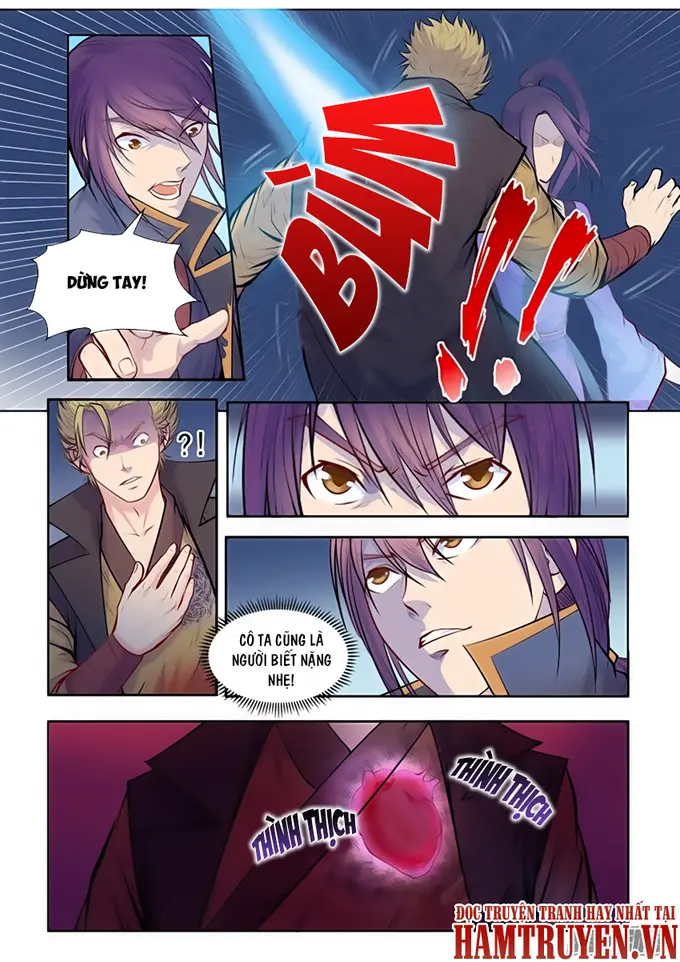 DỪNG TAY!
BÙM
!!
?!
CÔ TA CŨNG LÀ
NGƯỜI BIẾT NẶNG
NHẸ!
THÌNH THỊCH
THÌNH THỊCH
ĐỌC TRUYỆN TRANH HAY NHẤT TẠI
HAMTRUYEN.VN